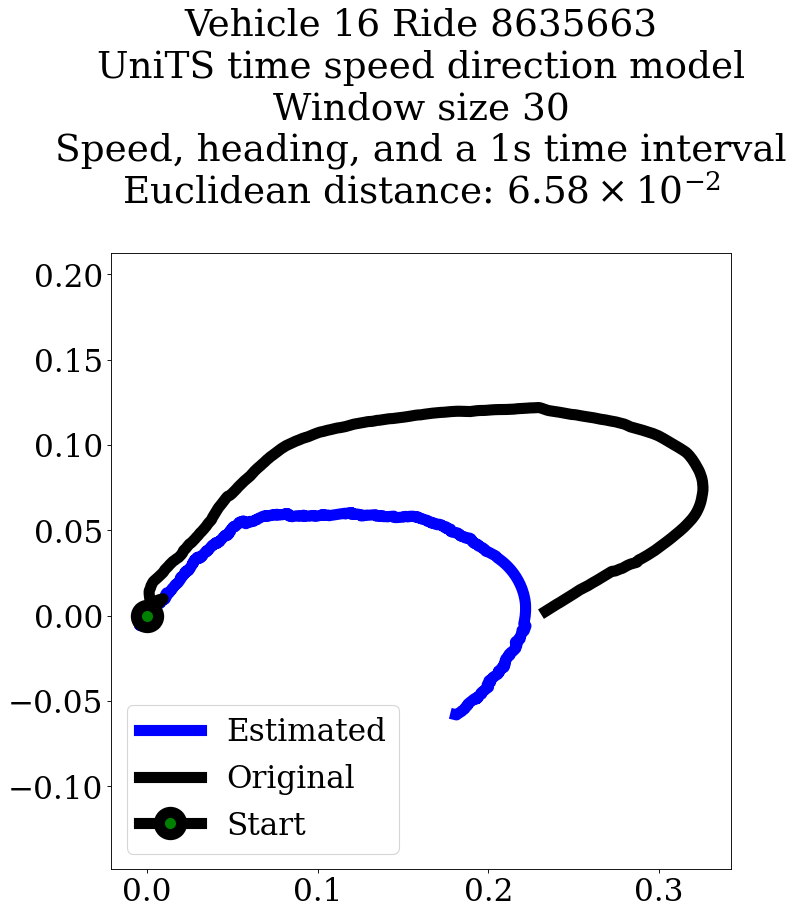 Vehicle 16 Ride 8635663
UniTS time speed direction model
Window size 30
Speed, heading, and a 1s time interval
Euclidean distance: 6.58 × 10⁻²
0.20
0.15
0.10
0.05
0.00
−0.05
−0.10
Estimated
Original
Start
0.0 0.1 0.2 0.3